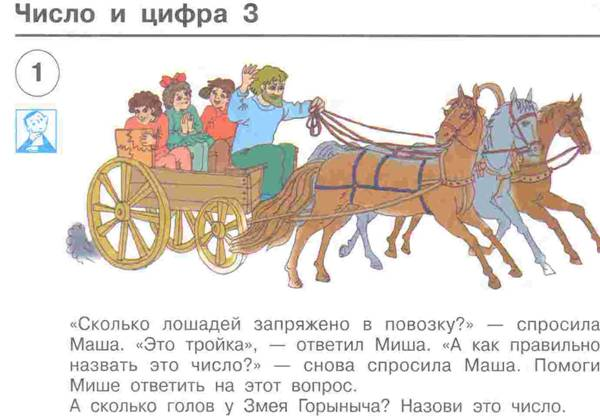 Число и цифра 3
1
«Сколько лошадей запряжено в повозку?» — спросила
Маша. «Это тройка», — ответил Миша. «А как правильно
назвать это число?» — снова спросила Маша. Помоги
Мише ответить на этот вопрос.
А сколько голов у Змея Горыныча? Назови это число.